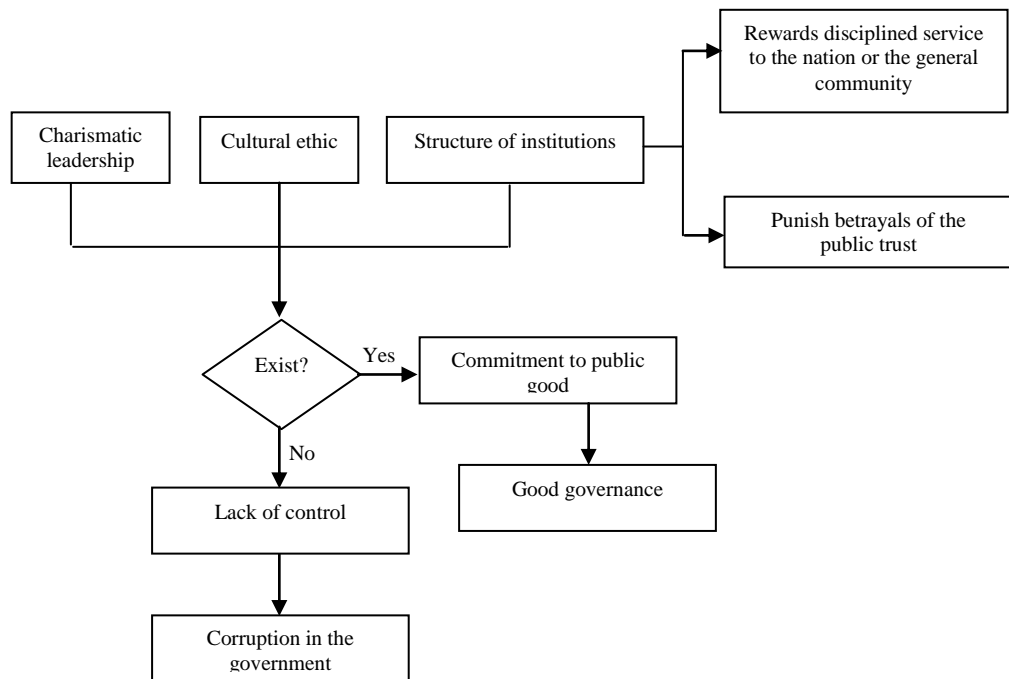 Rewards disciplined service
to the nation or the general
community
Charismatic
leadership
Cultural ethic
Structure of institutions
Punish betrayals of the
public trust
Exist?
Yes
Commitment to public
good
No
Good governance
Lack of control
Corruption in the
government